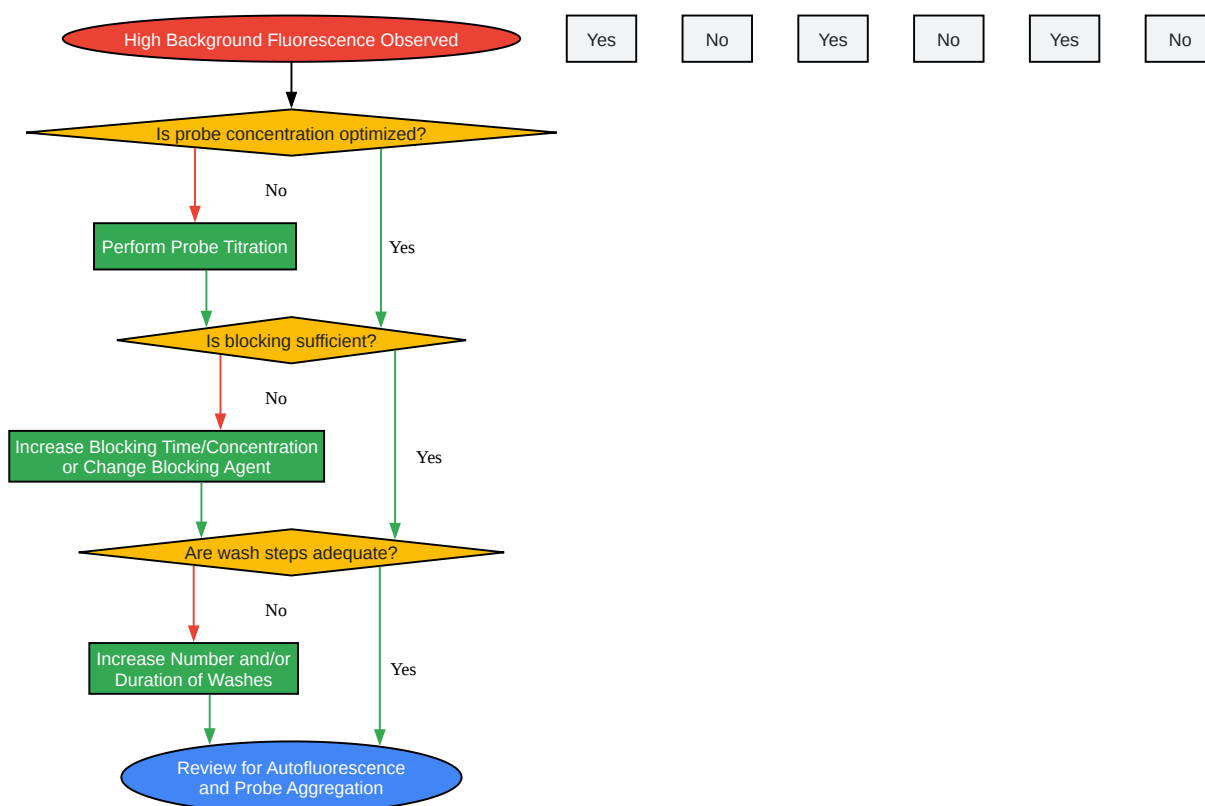 High Background Fluorescence Observed
Yes
No
Yes
No
Yes
No
Is probe concentration optimized?
No
Perform Probe Titration
Yes
Is blocking sufficient?
No
Increase Blocking Time/Concentration
or Change Blocking Agent
Yes
Are wash steps adequate?
No
Increase Number and/or
Duration of Washes
Yes
Review for Autofluorescence
and Probe Aggregation